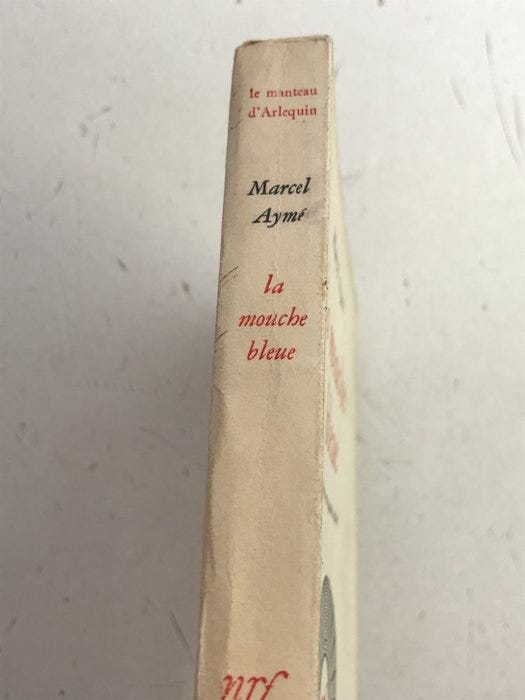 le manteau
d'Arlequin
Marcel
Aymé
la
mouche
bleue
nrf